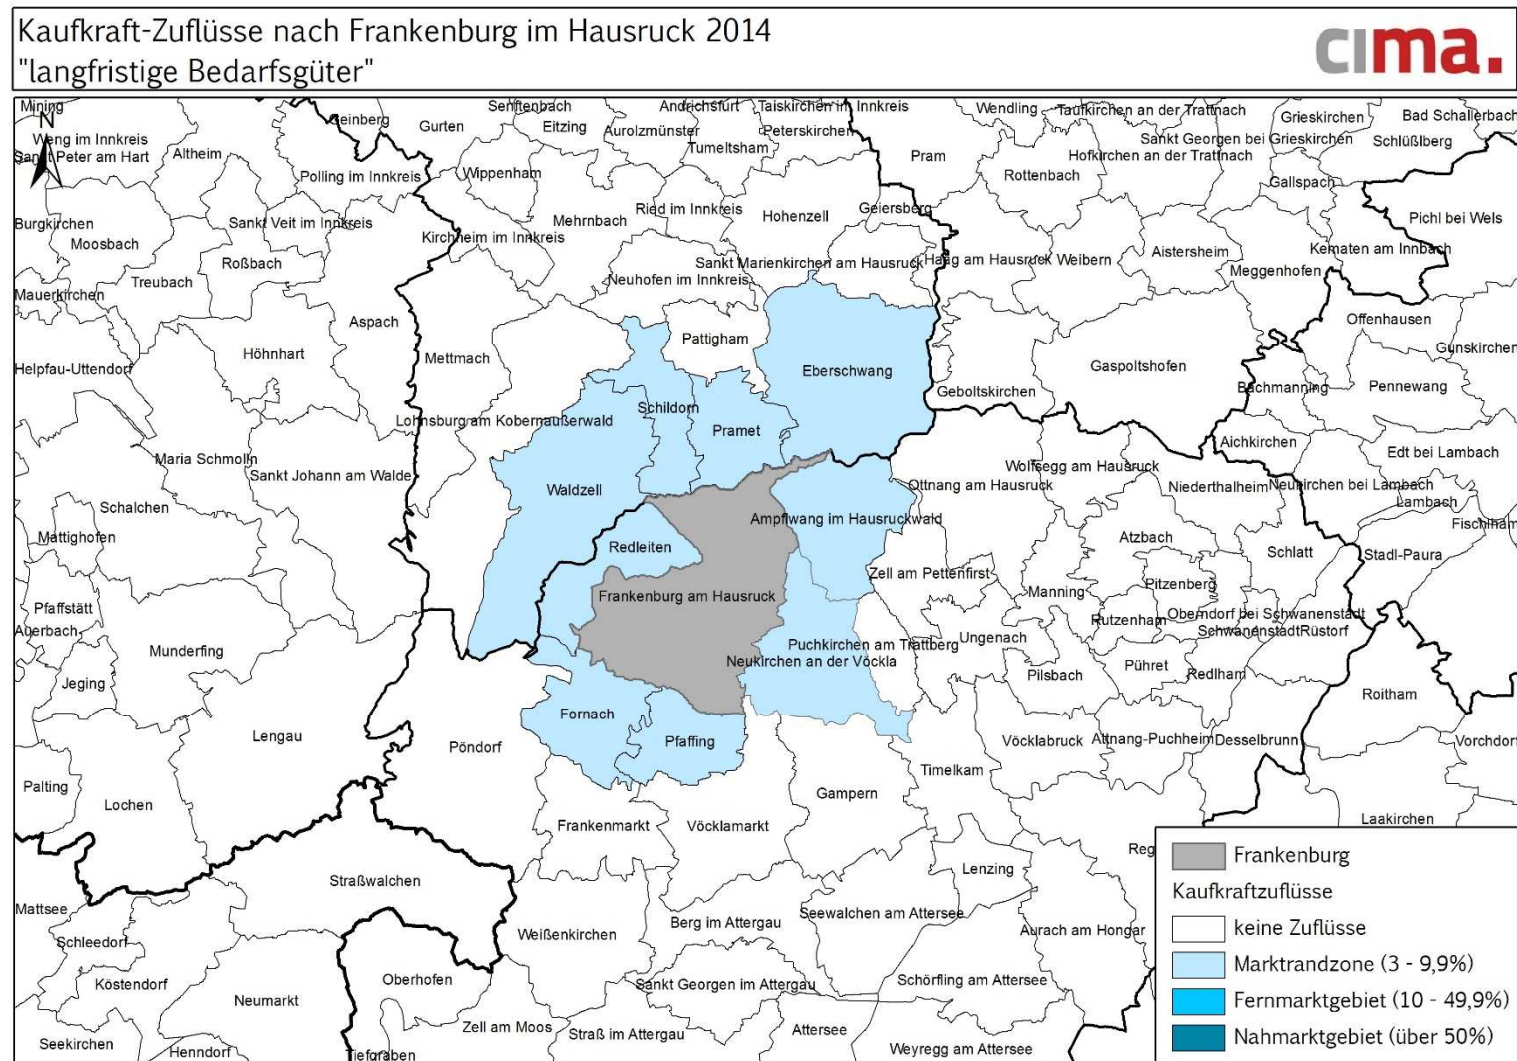 Kaufkraft-Zuflüsse nach Frankenburg im Hausruck 2014
"langfristige Bedarfsgüter"
cima.
Mining
Senftenbach
Andrichsfurt
Taiskirchen im Innkreis
Wendling
Taufkirchen an der Trattnach
Grieskirchen
Bad Schallerbach
N
Geinberg
Gurten
Eitzing
Aurolzmünster
Peterskirchen
Weng im Innkreis
Sankt Georgen bei Grieskirchen
Schlüßlberg
Sankt Peter am Hart
Altheim
Tumeltsham
Pram
Hofkirchen an der Trattnach
Polling im Innkreis
Wippenham
Rottenbach
Gallspach
Burgkirchen
Sankt Veit im Innkreis
Mehrnbach
Ried im Innkreis
Hohenzell
Geiersberg
Pichl bei Wels
Moosbach
Kirchheim im Innkreis
Aistersheim
Kematen am Innbach
Roßbach
Sankt Marienkirchen am Hausruck
Haag am Hausruck
Weibern
Meggenhofen
Treubach
Neuhofen im Innkreis
Mauerkirchen
Aspach
Offenhausen
Pattigham
Höhnhart
Mettmach
Gunskirchen
Helpfau-Uttendorf
Eberschwang
Gaspoltshofen
Geboltskirchen
Bachmanning
Pennewang
Schildorn
Lohnsburg am Kobernaußerwald
Pramet
Aichkirchen
Edt bei Lambach
Maria Schmolln
Sankt Johann am Walde
Wolfsegg am Hausruck
Waldzell
Ottnang am Hausruck
Niederthalheim
Neukirchen bei Lambach
Lambach
Schalchen
Ampflwang im Hausruckwald
Fischlham
Mattighofen
Redleiten
Atzbach
Schlatt
Stadl-Paura
Zell am Pettenfirst
Pitzenberg
Manning
Frankenburg am Hausruck
Pfaffstätt
Oberndorf bei Schwanenstadt
Rutzenham
Auerbach
Schwanenstadt
Rüstorf
Ungenach
Puchkirchen am Trattberg
Munderfing
Neukirchen an der Vöckla
Pühret
Pilsbach
Redlham
Jeging
Roitham
Fornach
Lengau
Pfaffing
Pöndorf
Vöcklabruck
Attnang-Puchheim
Desselbrunn
Vorchdorf
Timelkam
Palting
Gampern
Lochen
Frankenmarkt
Vöcklamarkt
Laakirchen
Reg
Lenzing
Straßwalchen
Mattsee
Seewalchen am Attersee
Berg im Attergau
Aurach am Hongar
Weißenkirchen
Schleedorf
Oberhofen
Sankt Georgen im Attergau
Schörfling am Attersee
Köstendorf
Neumarkt
Zell am Moos
Straß im Attergau
Attersee
Seekirchen
Henndorf
Tiefgraben
Weyregg am Attersee
Frankenburg
Kaufkraftzuflüsse
keine Zuflüsse
Marktrandzone (3 - 9,9%)
Fernmarktgebiet (10 - 49,9%)
Nahmarktgebiet (über 50%)